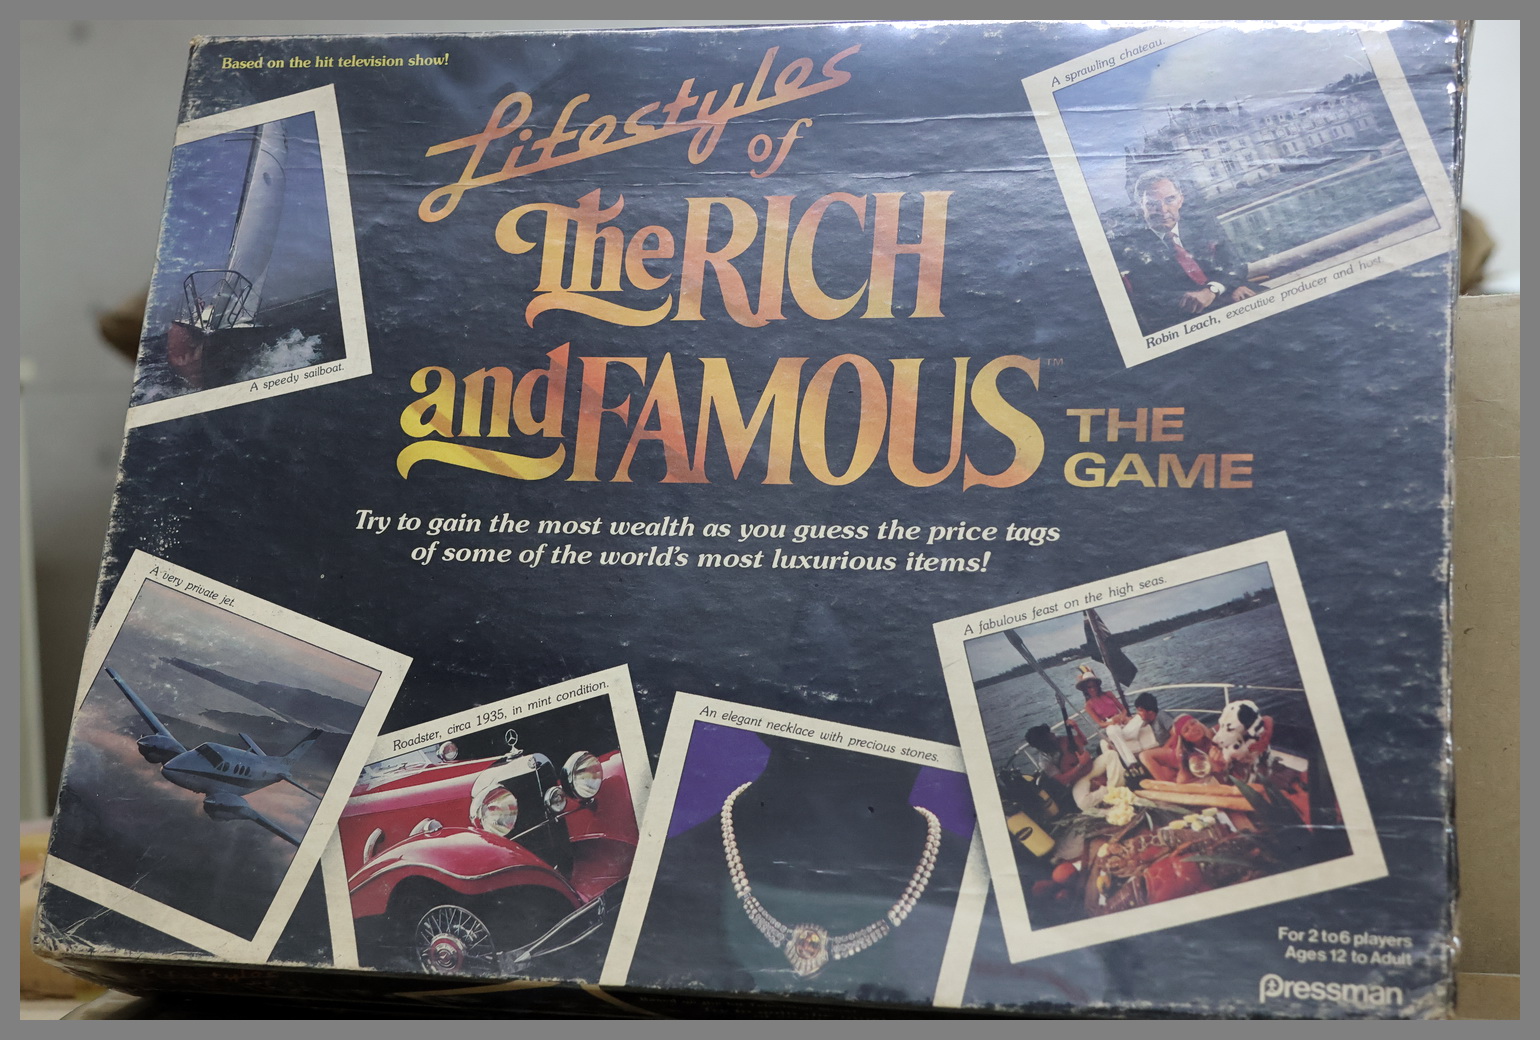 Based on the hit television show!
Lifestyles
of
The RICH
and FAMOUS™
THE
GAME
Try to gain the most wealth as you guess the price tags
of some of the world's most luxurious items!
A speedy sailboat.
A sprawling chateau.
Robin Leach, executive producer and host.
A very private jet.
Roadster, circa 1935, in mint condition.
An elegant necklace with precious stones.
A fabulous feast on the high seas.
For 2 to 6 players
Ages 12 to Adult
Pressman